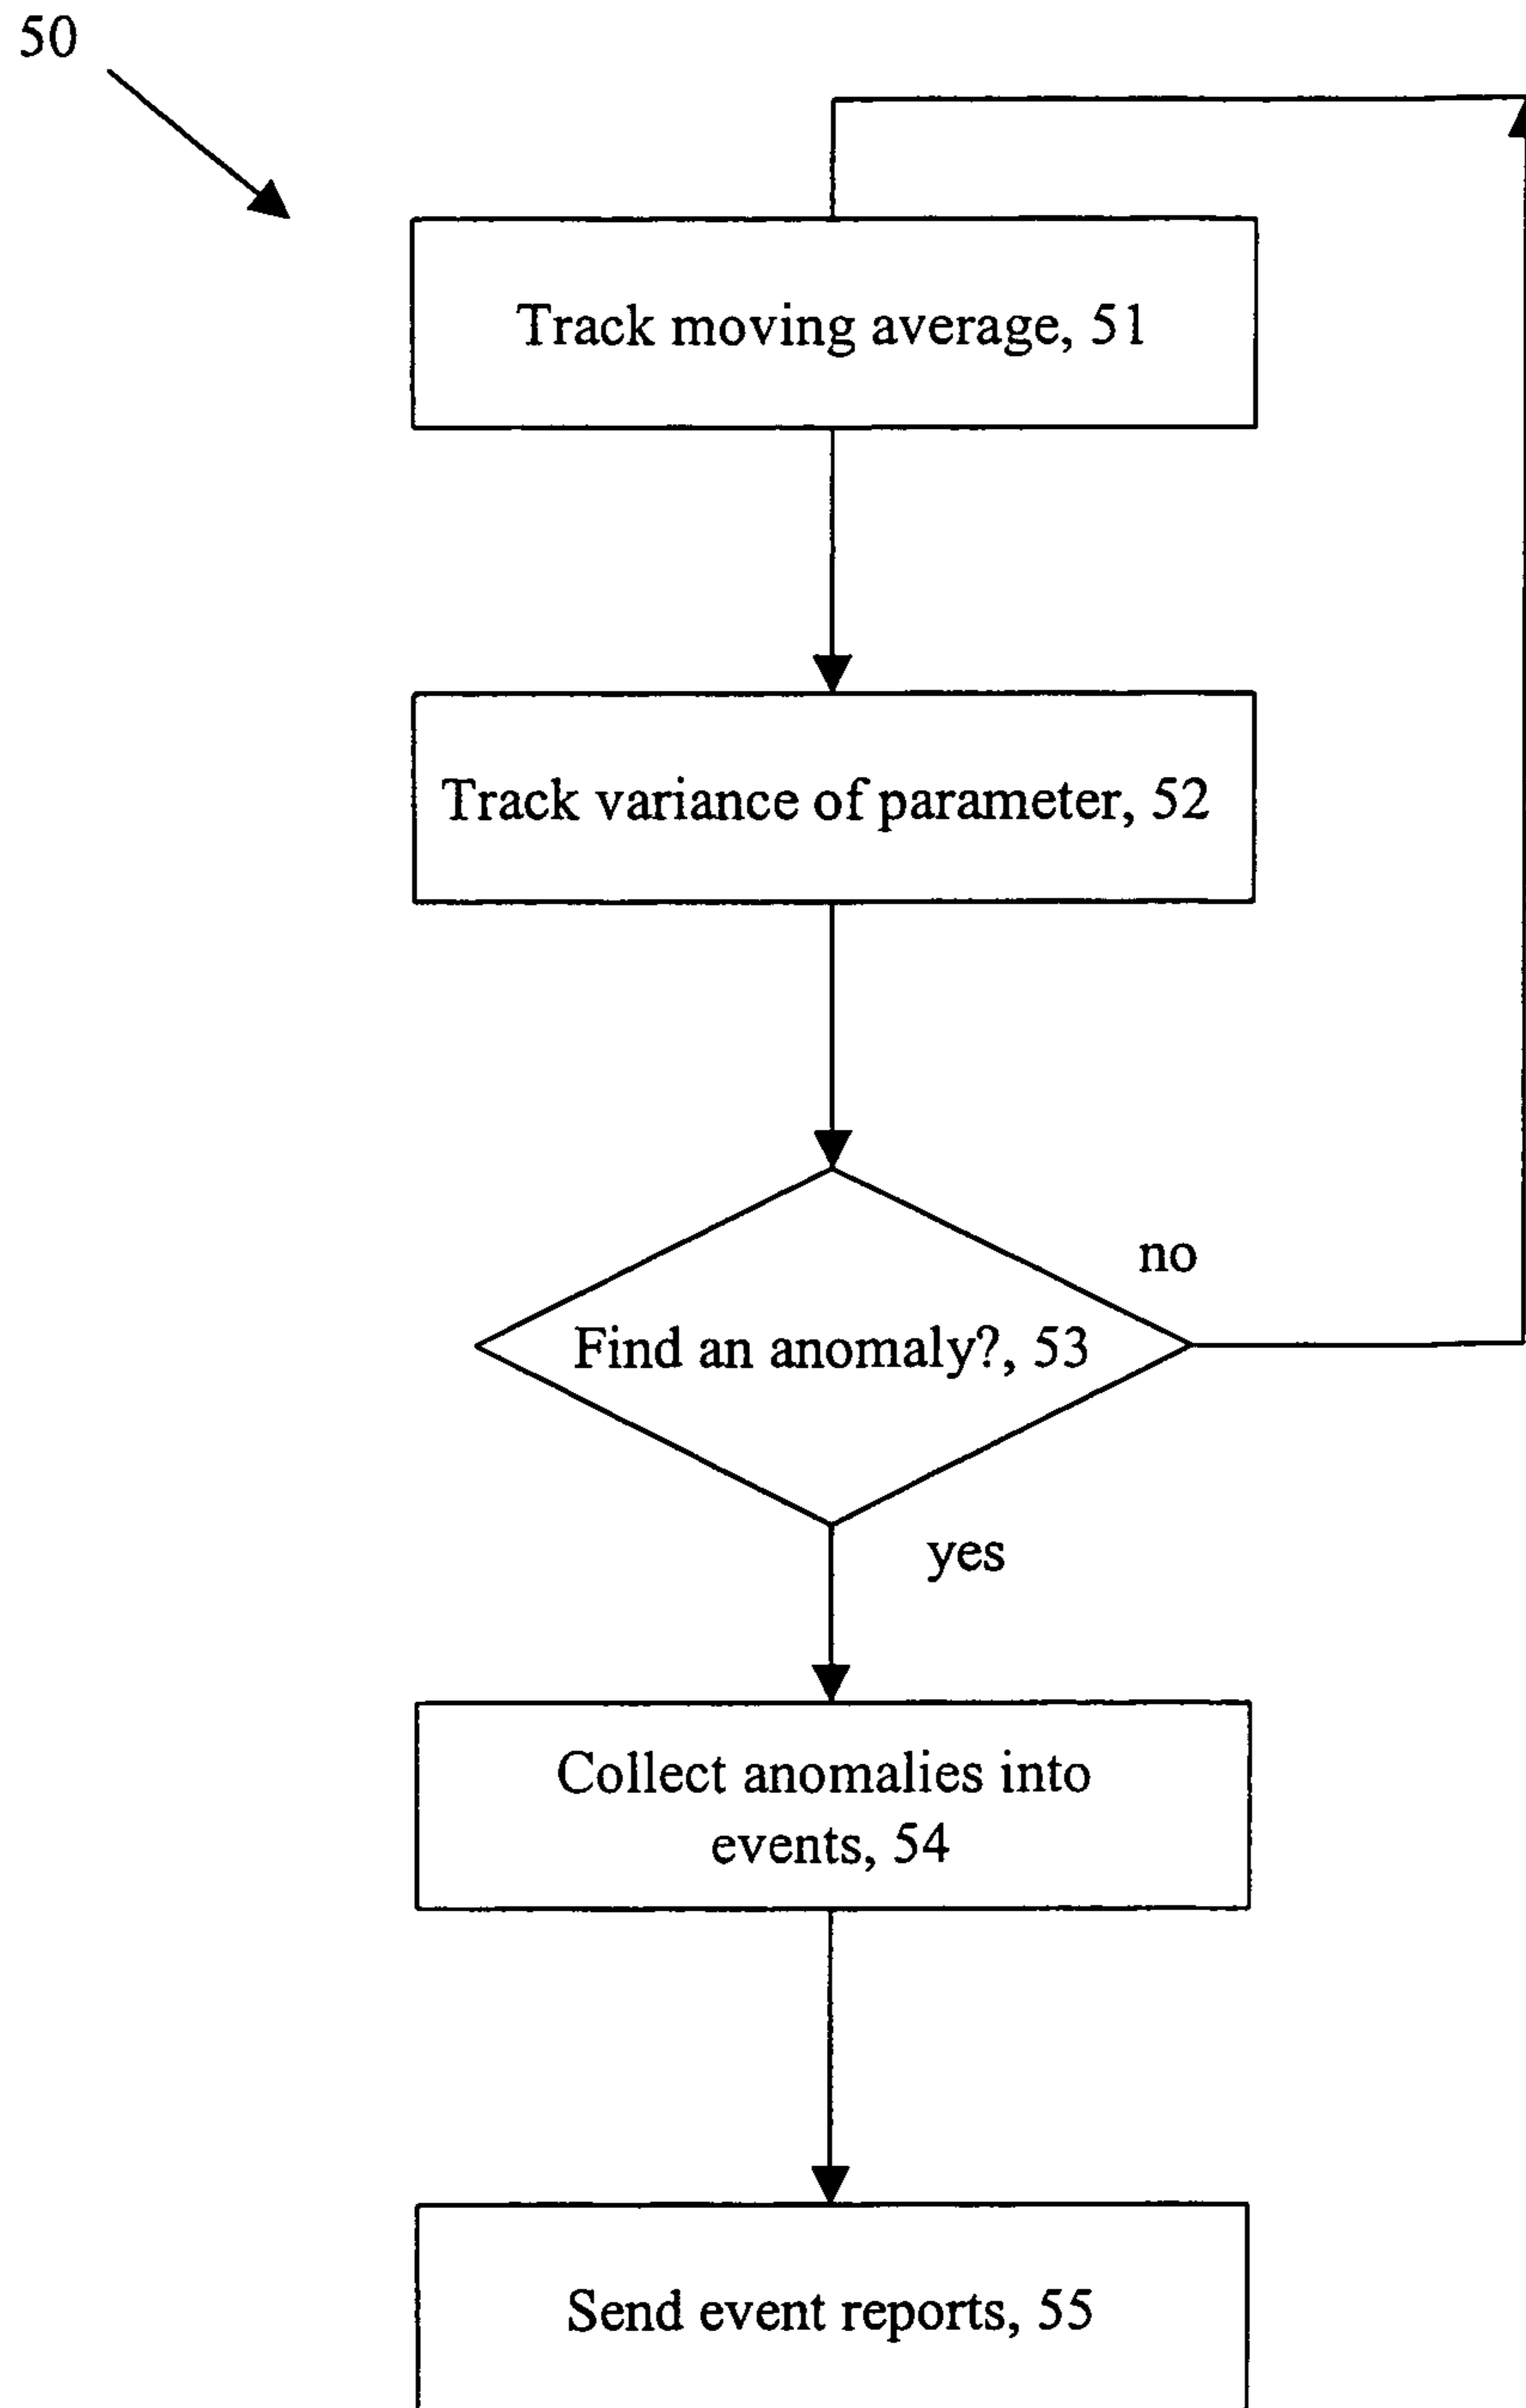 50
Track moving average, 51
Track variance of parameter, 52
no
Find an anomaly?, 53
yes
Collect anomalies into
events, 54
Send event reports, 55